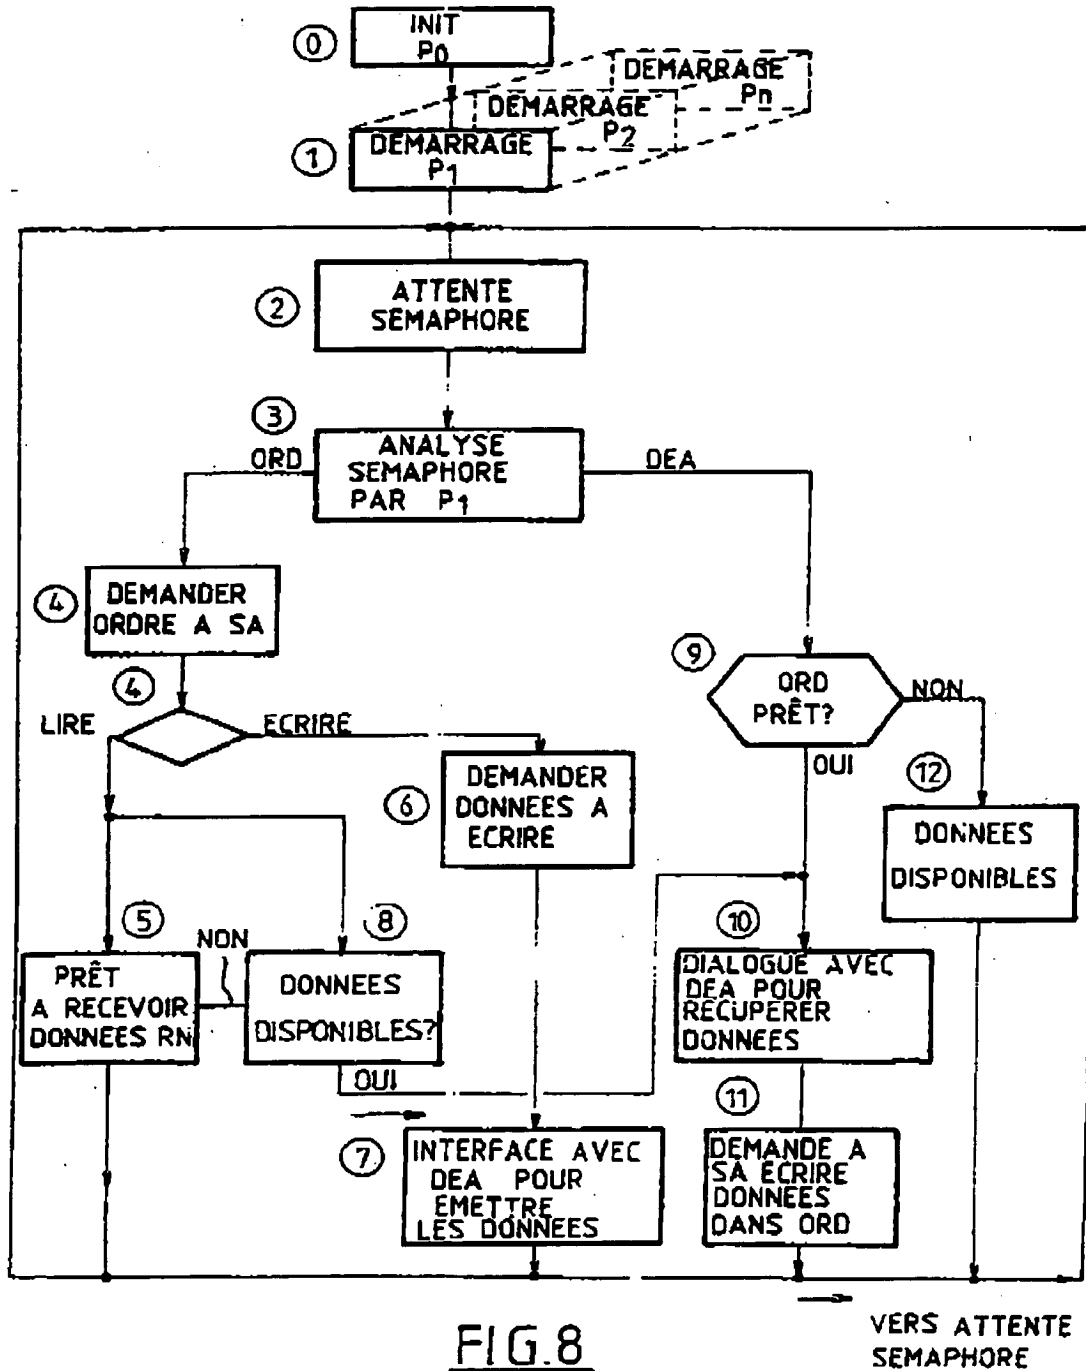 0
INIT
P0
DEMARRAGE
Pn
DEMARRAGE
P2
1
DEMARRAGE
P1
2
ATTENTE
SEMAPHORE
3
ANALYSE
SEMAPHORE
PAR P1
ORD
DEA
4
DEMANDER
ORDRE A SA
4
LIRE
ECRIRE
9
ORD
PRÊT?
NON
OUI
6
DEMANDER
DONNEES A
ECRIRE
12
DONNEES
DISPONIBLES
5
NON
8
10
PRÊT
A RECEVOIR
DONNEES RN
DONNEES
DISPONIBLES?
OUI
DIALOGUE AVEC
DEA POUR
RECUPERER
DONNEES
11
7
INTERFACE AVEC
DEA POUR
EMETTRE
LES DONNEES
DEMANDE A
SA ECRIRE
DONNEES
DANS ORD
FIG.8
VERS ATTENTE
SEMAPHORE